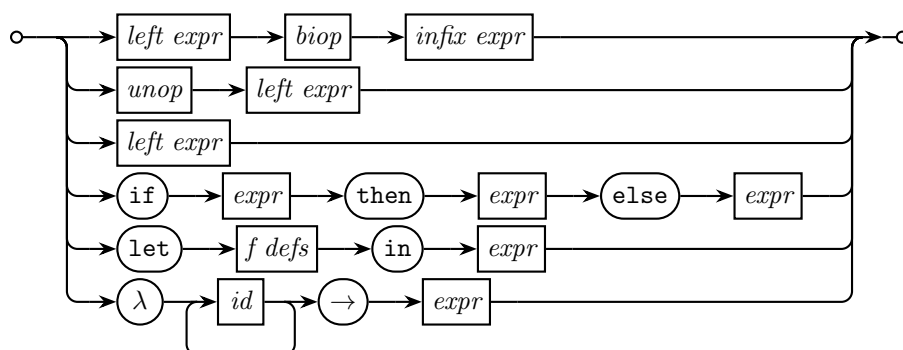 left expr biop infix expr
unop left expr
left expr
if expr then expr else expr
let f defs in expr
λ id → expr